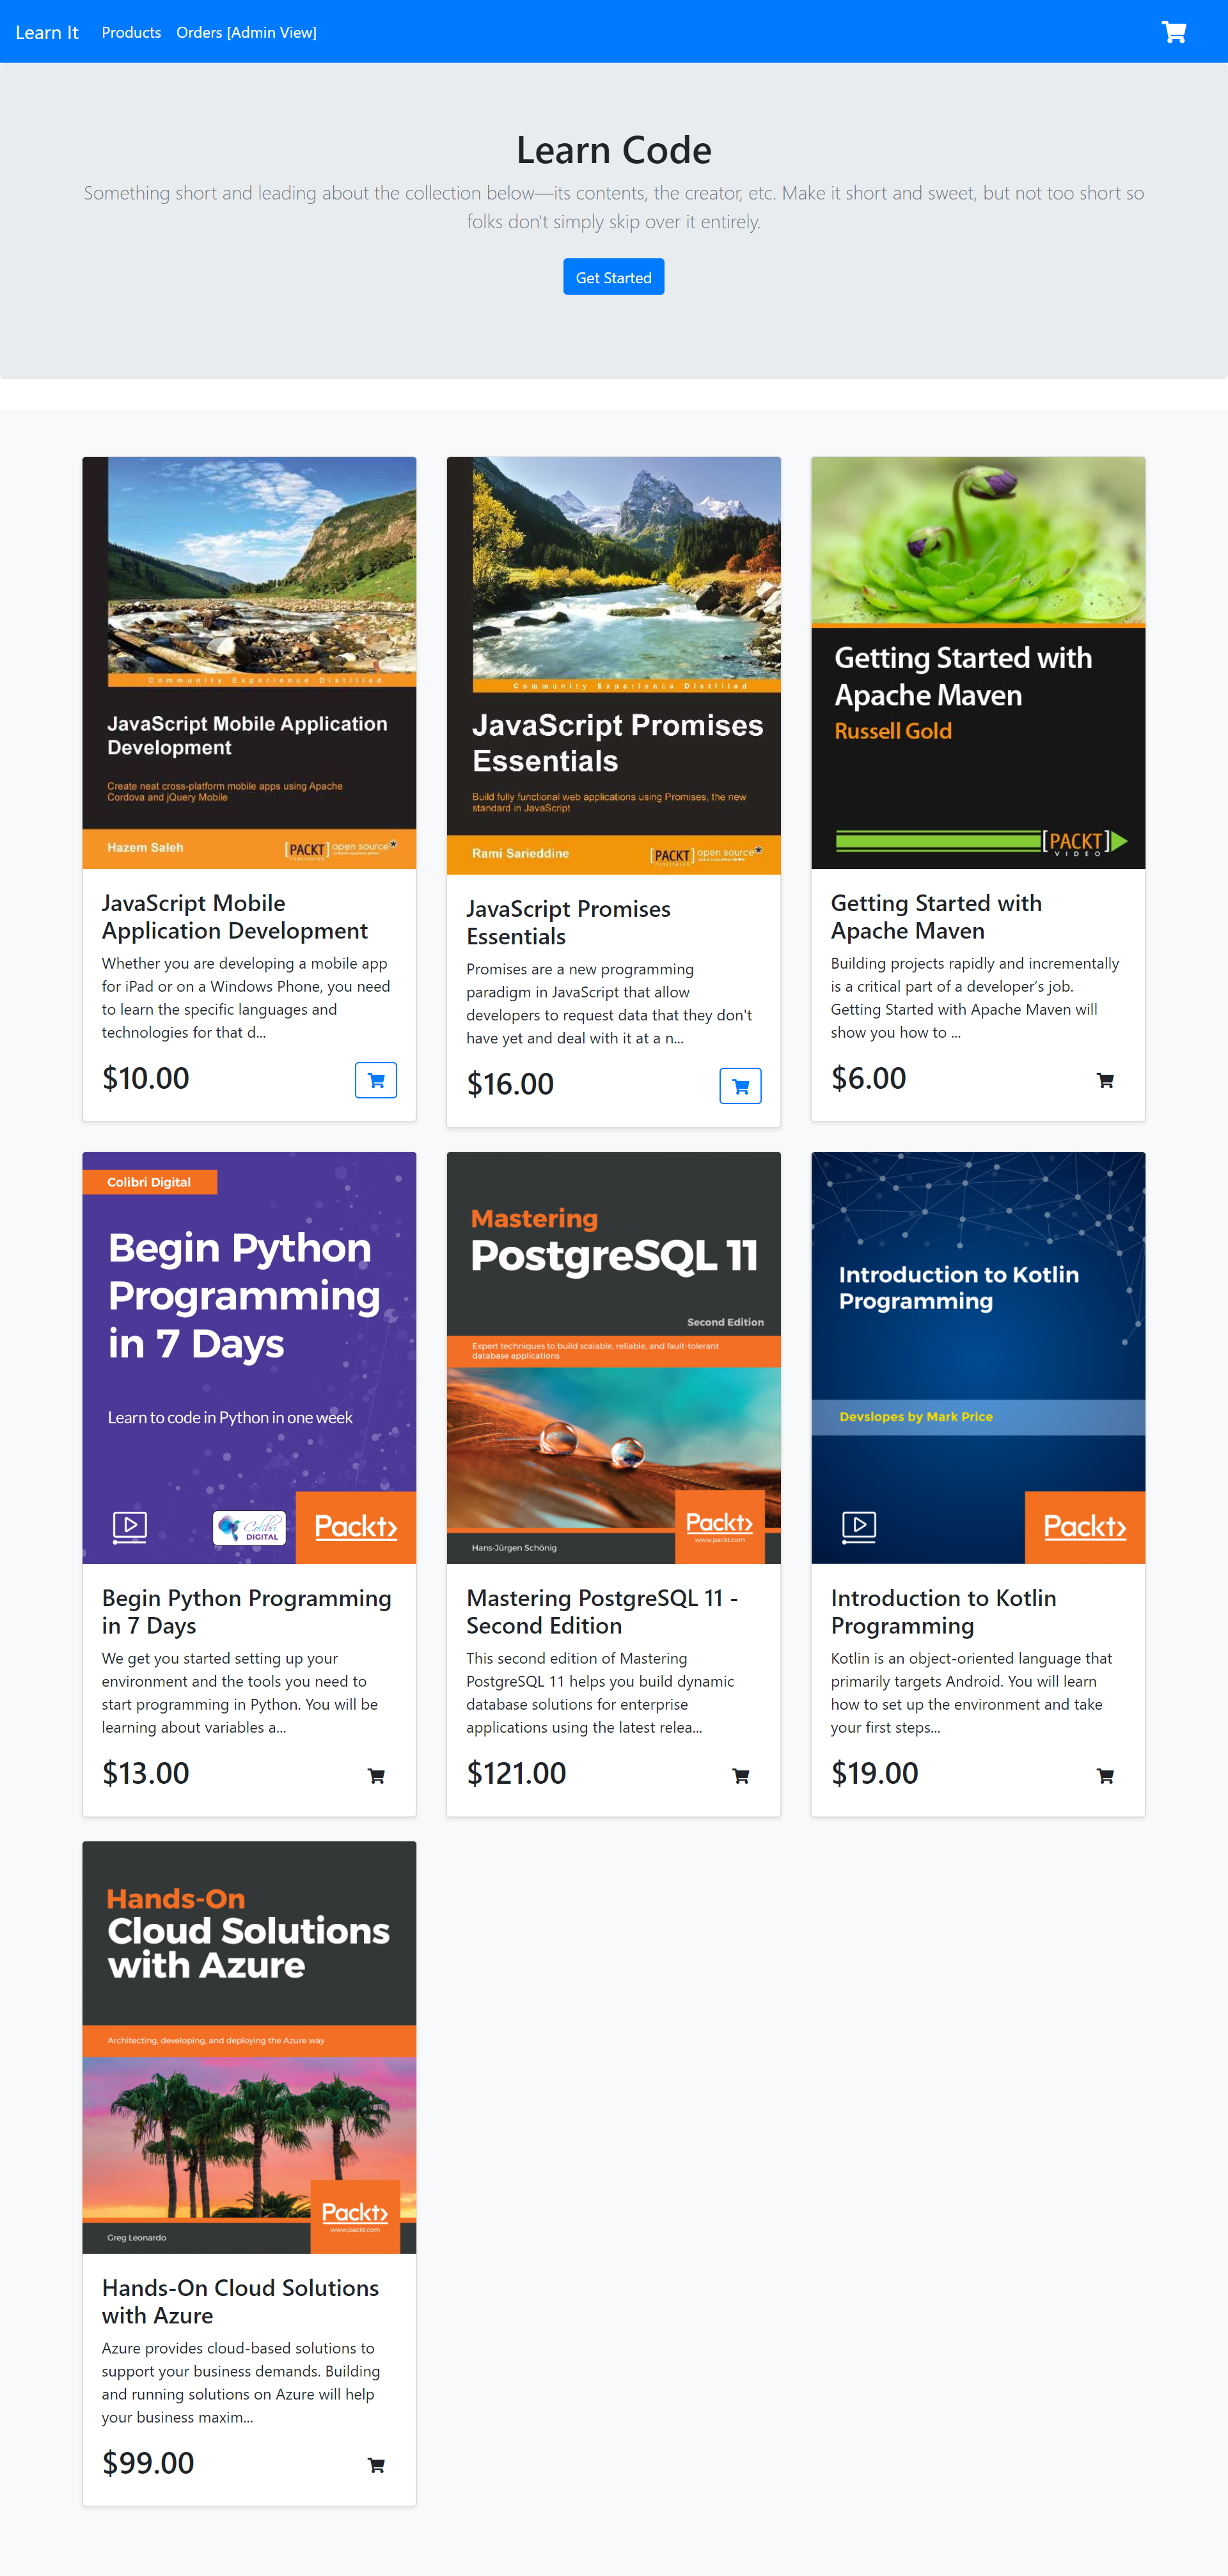 Learn It
Products
Orders [Admin View]
Learn Code
Something short and leading about the collection below—its contents, the creator, etc. Make it short and sweet, but not too short so
folks don't simply skip over it entirely.
Get Started
Community Experience Distilled
JavaScript Mobile Application
Development
Create neat cross-platform mobile apps using Apache
Cordova and jQuery Mobile
Hazem Saleh
[PACKT] open source*
PUBLISHING
JavaScript Mobile
Application Development
Whether you are developing a mobile app
for iPad or on a Windows Phone, you need
to learn the specific languages and
technologies for that d...
$10.00
Community Experience Distilled
JavaScript Promises
Essentials
Build fully functional web applications using Promises, the new
standard in JavaScript
Rami Sarieddine
[PACKT] open source*
PUBLISHING
JavaScript Promises
Essentials
Promises are a new programming
paradigm in JavaScript that allow
developers to request data that they don't
have yet and deal with it at a n...
$16.00
Getting Started with
Apache Maven
Russell Gold
[PACKT]
VIDEO
Getting Started with
Apache Maven
Building projects rapidly and incrementally
is a critical part of a developer’s job.
Getting Started with Apache Maven will
show you how to ...
$6.00
Colibri Digital
Begin Python
Programming
in 7 Days
Learn to code in Python in one week
Colibri
DIGITAL
Packt>
Begin Python Programming
in 7 Days
We get you started setting up your
environment and the tools you need to
start programming in Python. You will be
learning about variables a...
$13.00
Mastering
PostgreSQL 11
Second Edition
Expert techniques to build scalable, reliable, and fault-tolerant
database applications
Packt>
www.packt.com
Hans-Jürgen Schönig
Mastering PostgreSQL 11 -
Second Edition
This second edition of Mastering
PostgreSQL 11 helps you build dynamic
database solutions for enterprise
applications using the latest relea...
$121.00
Introduction to Kotlin
Programming
Devslopes by Mark Price
Packt>
Introduction to Kotlin
Programming
Kotlin is an object-oriented language that
primarily targets Android. You will learn
how to set up the environment and take
your first steps...
$19.00
Hands-On
Cloud Solutions
with Azure
Architecting, developing, and deploying the Azure way
Packt>
www.packt.com
Greg Leonardo
Hands-On Cloud Solutions
with Azure
Azure provides cloud-based solutions to
support your business demands. Building
and running solutions on Azure will help
your business maxim...
$99.00